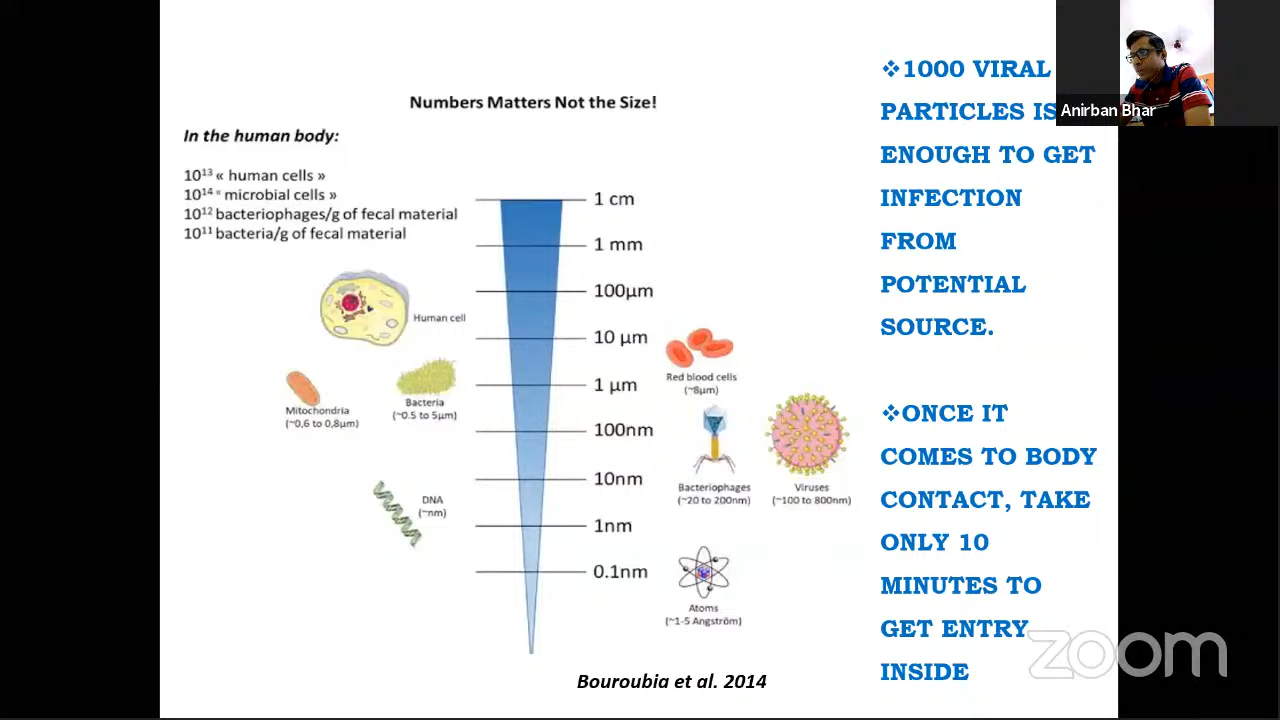 Numbers Matters Not the Size!
In the human body:
10¹³ « human cells »
10¹⁴ « microbial cells »
10¹² bacteriophages/g of fecal material
10¹¹ bacteria/g of fecal material
1 cm
1 mm
100µm
10 µm
1 µm
100nm
10nm
1nm
0.1nm
Human cell
Mitochondria
(~0,6 to 0,8µm)
Bacteria
(~0.5 to 5µm)
DNA
(~nm)
Red blood cells
(~8µm)
Bacteriophages
(~20 to 200nm)
Viruses
(~100 to 800nm)
Atoms
(~1-5 Angström)
Bouroubia et al. 2014
❖1000 VIRAL
PARTICLES IS
ENOUGH TO GET
INFECTION
FROM
POTENTIAL
SOURCE.
❖ONCE IT
COMES TO BODY
CONTACT, TAKE
ONLY 10
MINUTES TO
GET ENTRY
INSIDE
Anirban Bhar
zoom